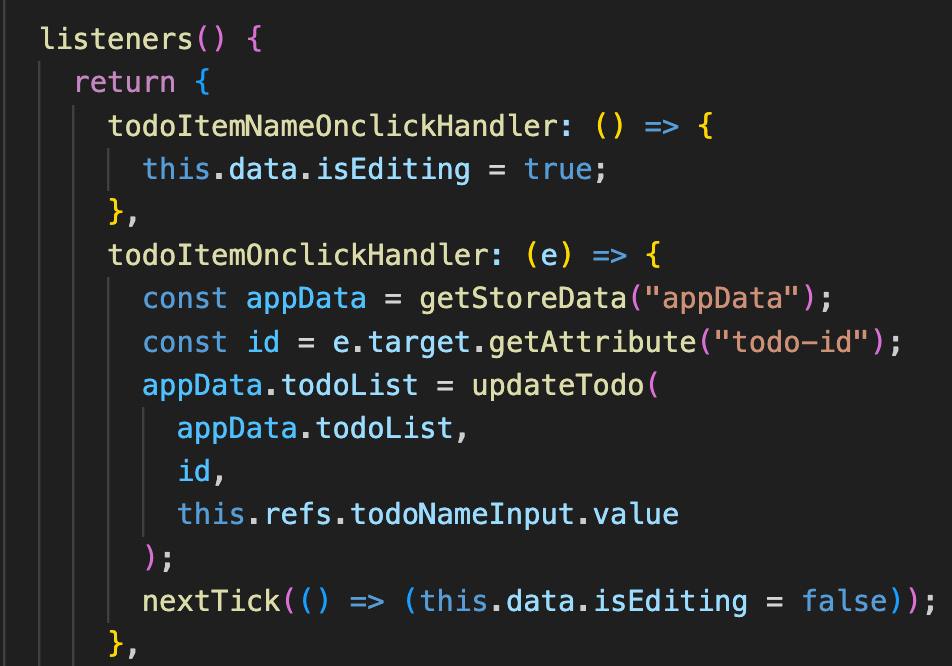 listeners() {
return {
todoItemNameOnclickHandler: () => {
this.data.isEditing = true;
},
todoItemOnclickHandler: (e) => {
const appData = getStoreData("appData");
const id = e.target.getAttribute("todo-id");
appData.todoList = updateTodo(
appData.todoList,
id,
this.refs.todoNameInput.value
);
nextTick(() => (this.data.isEditing = false));
},